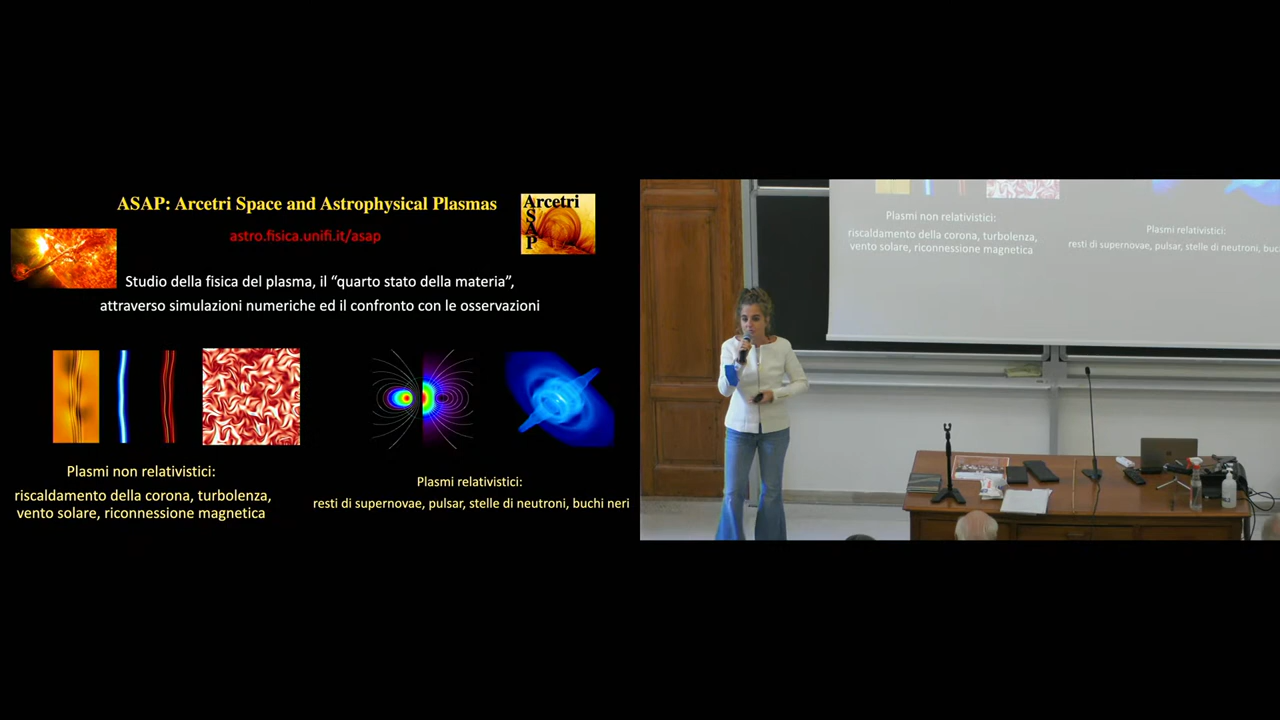 ASAP: Arcetri Space and Astrophysical Plasmas
Arcetri
ASAP
astro.fisica.unifi.it/asap
Studio della fisica del plasma, il “quarto stato della materia”,
attraverso simulazioni numeriche ed il confronto con le osservazioni
Plasmi non relativistici:
riscaldamento della corona, turbolenza,
vento solare, riconnessione magnetica
Plasmi relativistici:
resti di supernovae, pulsar, stelle di neutroni, buchi neri
Plasmi non relativistici:
riscaldamento della corona, turbolenza,
vento solare, riconnessione magnetica
Plasmi relativistici:
resti di supernovae, pulsar, stelle di neutroni, buc